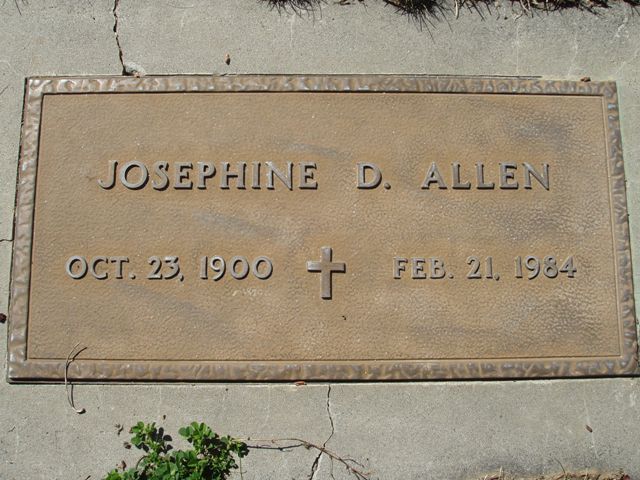 JOSEPHINE D. ALLEN
OCT. 23, 1900 FEB. 21, 1984